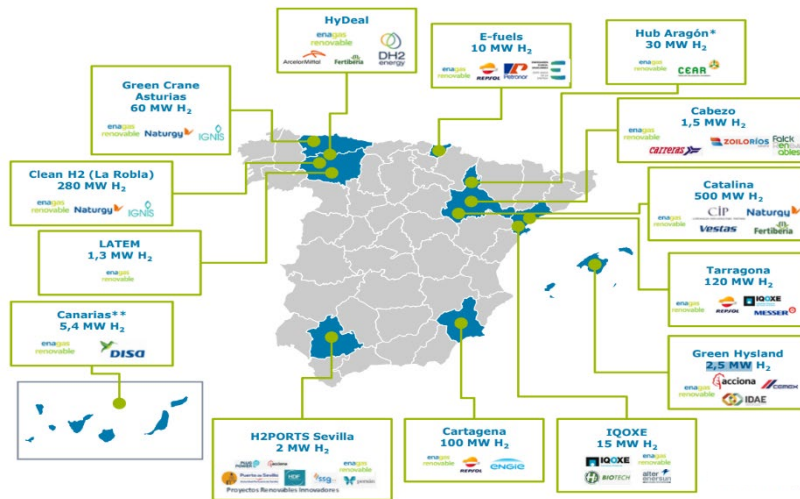 HyDeal
enagas
renovable
ArcelorMittal
Fertiberia
DH2
energy
E-fuels
10 MW H₂
enagas
renovable
REPSOL
Petronor
Hub Aragón*
30 MW H₂
enagas
renovable
CEAR
Green Crane
Asturias
60 MW H₂
enagas
renovable
Naturgy
IGNIS
Cabezo
1,5 MW H₂
enagas
renovable
ZOILORÍOS
Falck
Carreras
Clean H2 (La Robla)
280 MW H₂
enagas
renovable
Naturgy
IGNIS
Catalina
500 MW H₂
enagas
renovable
CIP
Naturgy
Vestas
Fertiberia
LATEM
1,3 MW H₂
enagas
renovable
Tarragona
120 MW H₂
enagas
renovable
REPSOL
IQOXE
MESSER
Canarias**
5,4 MW H₂
enagas
renovable
DISA
Green Hysland
2,5 MW H₂
enagas
renovable
acciona
CEMEX
IDAE
H2PORTS Sevilla
2 MW H₂
enagas
renovable
Puerto de Sevilla
ssg
Proyectos Renovables Innovadores
Cartagena
100 MW H₂
enagas
renovable
REPSOL
ENGIE
IQOXE
15 MW H₂
IQOXE
enagas
renovable
BIOTECH
alter
enersun